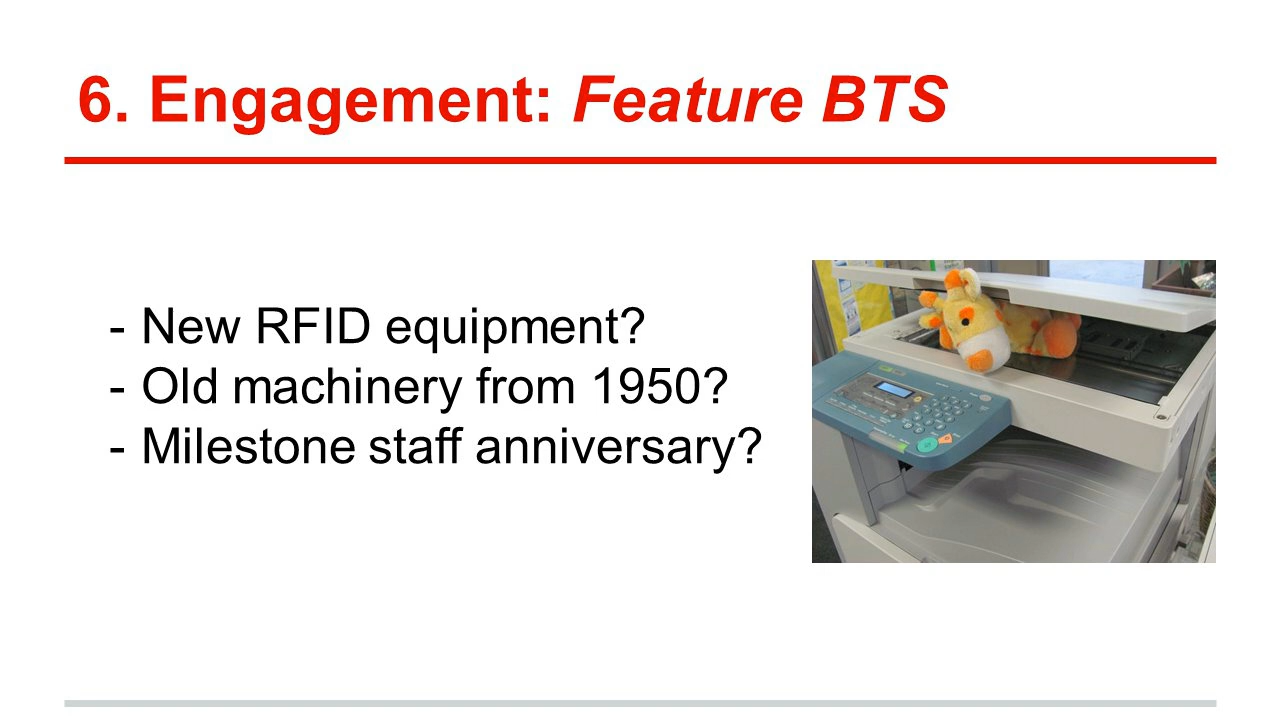 6. Engagement: Feature BTS
- New RFID equipment?
- Old machinery from 1950?
- Milestone staff anniversary?